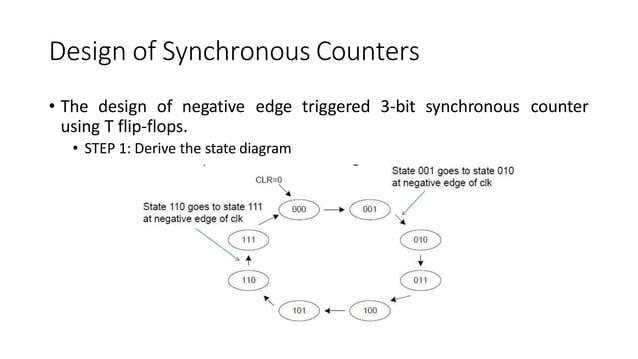 Design of Synchronous Counters
• The design of negative edge triggered 3-bit synchronous counter
using T flip-flops.
• STEP 1: Derive the state diagram
State 001 goes to state 010
at negative edge of clk
CLR=0
State 110 goes to state 111
at negative edge of clk
000
001
111
010
110
011
101
100